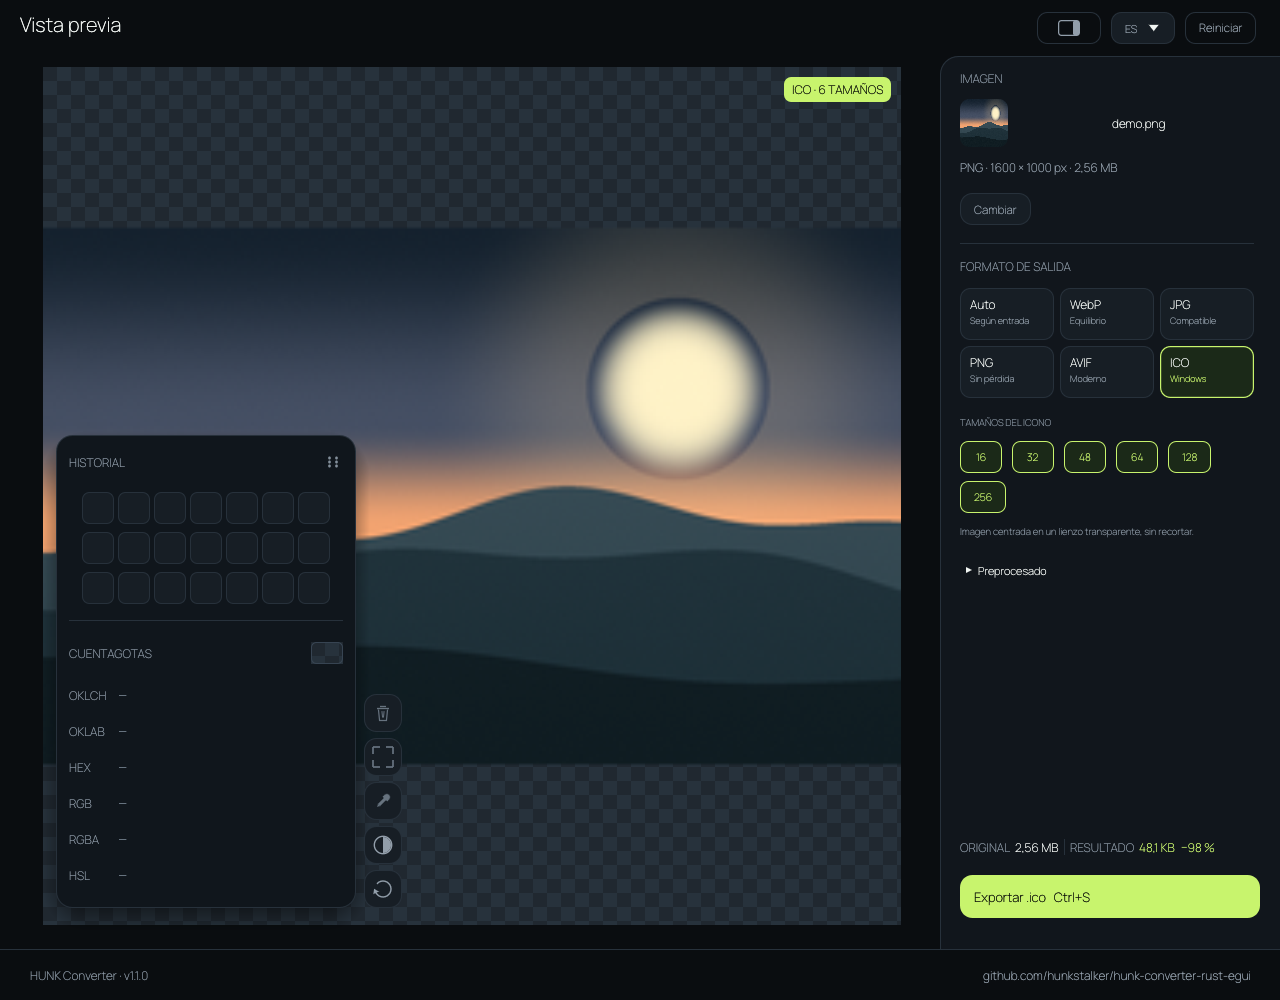 Vista previa
ES
Reiniciar
ICO · 6 TAMAÑOS
IMAGEN
demo.png
PNG · 1600 × 1000 px · 2,56 MB
Cambiar
FORMATO DE SALIDA
Auto
Según entrada
WebP
Equilibrio
JPG
Compatible
PNG
Sin pérdida
AVIF
Moderno
ICO
Windows
TAMAÑOS DEL ICONO
16 32 48 64 128
256
Imagen centrada en un lienzo transparente, sin recortar.
Preprocesado
HISTORIAL
CUENTAGOTAS
OKLCH —
OKLAB —
HEX —
RGB —
RGBA —
HSL —
ORIGINAL 2,56 MB RESULTADO 48,1 KB −98 %
Exportar .ico Ctrl+S
HUNK Converter · v1.1.0
github.com/hunkstalker/hunk-converter-rust-egui